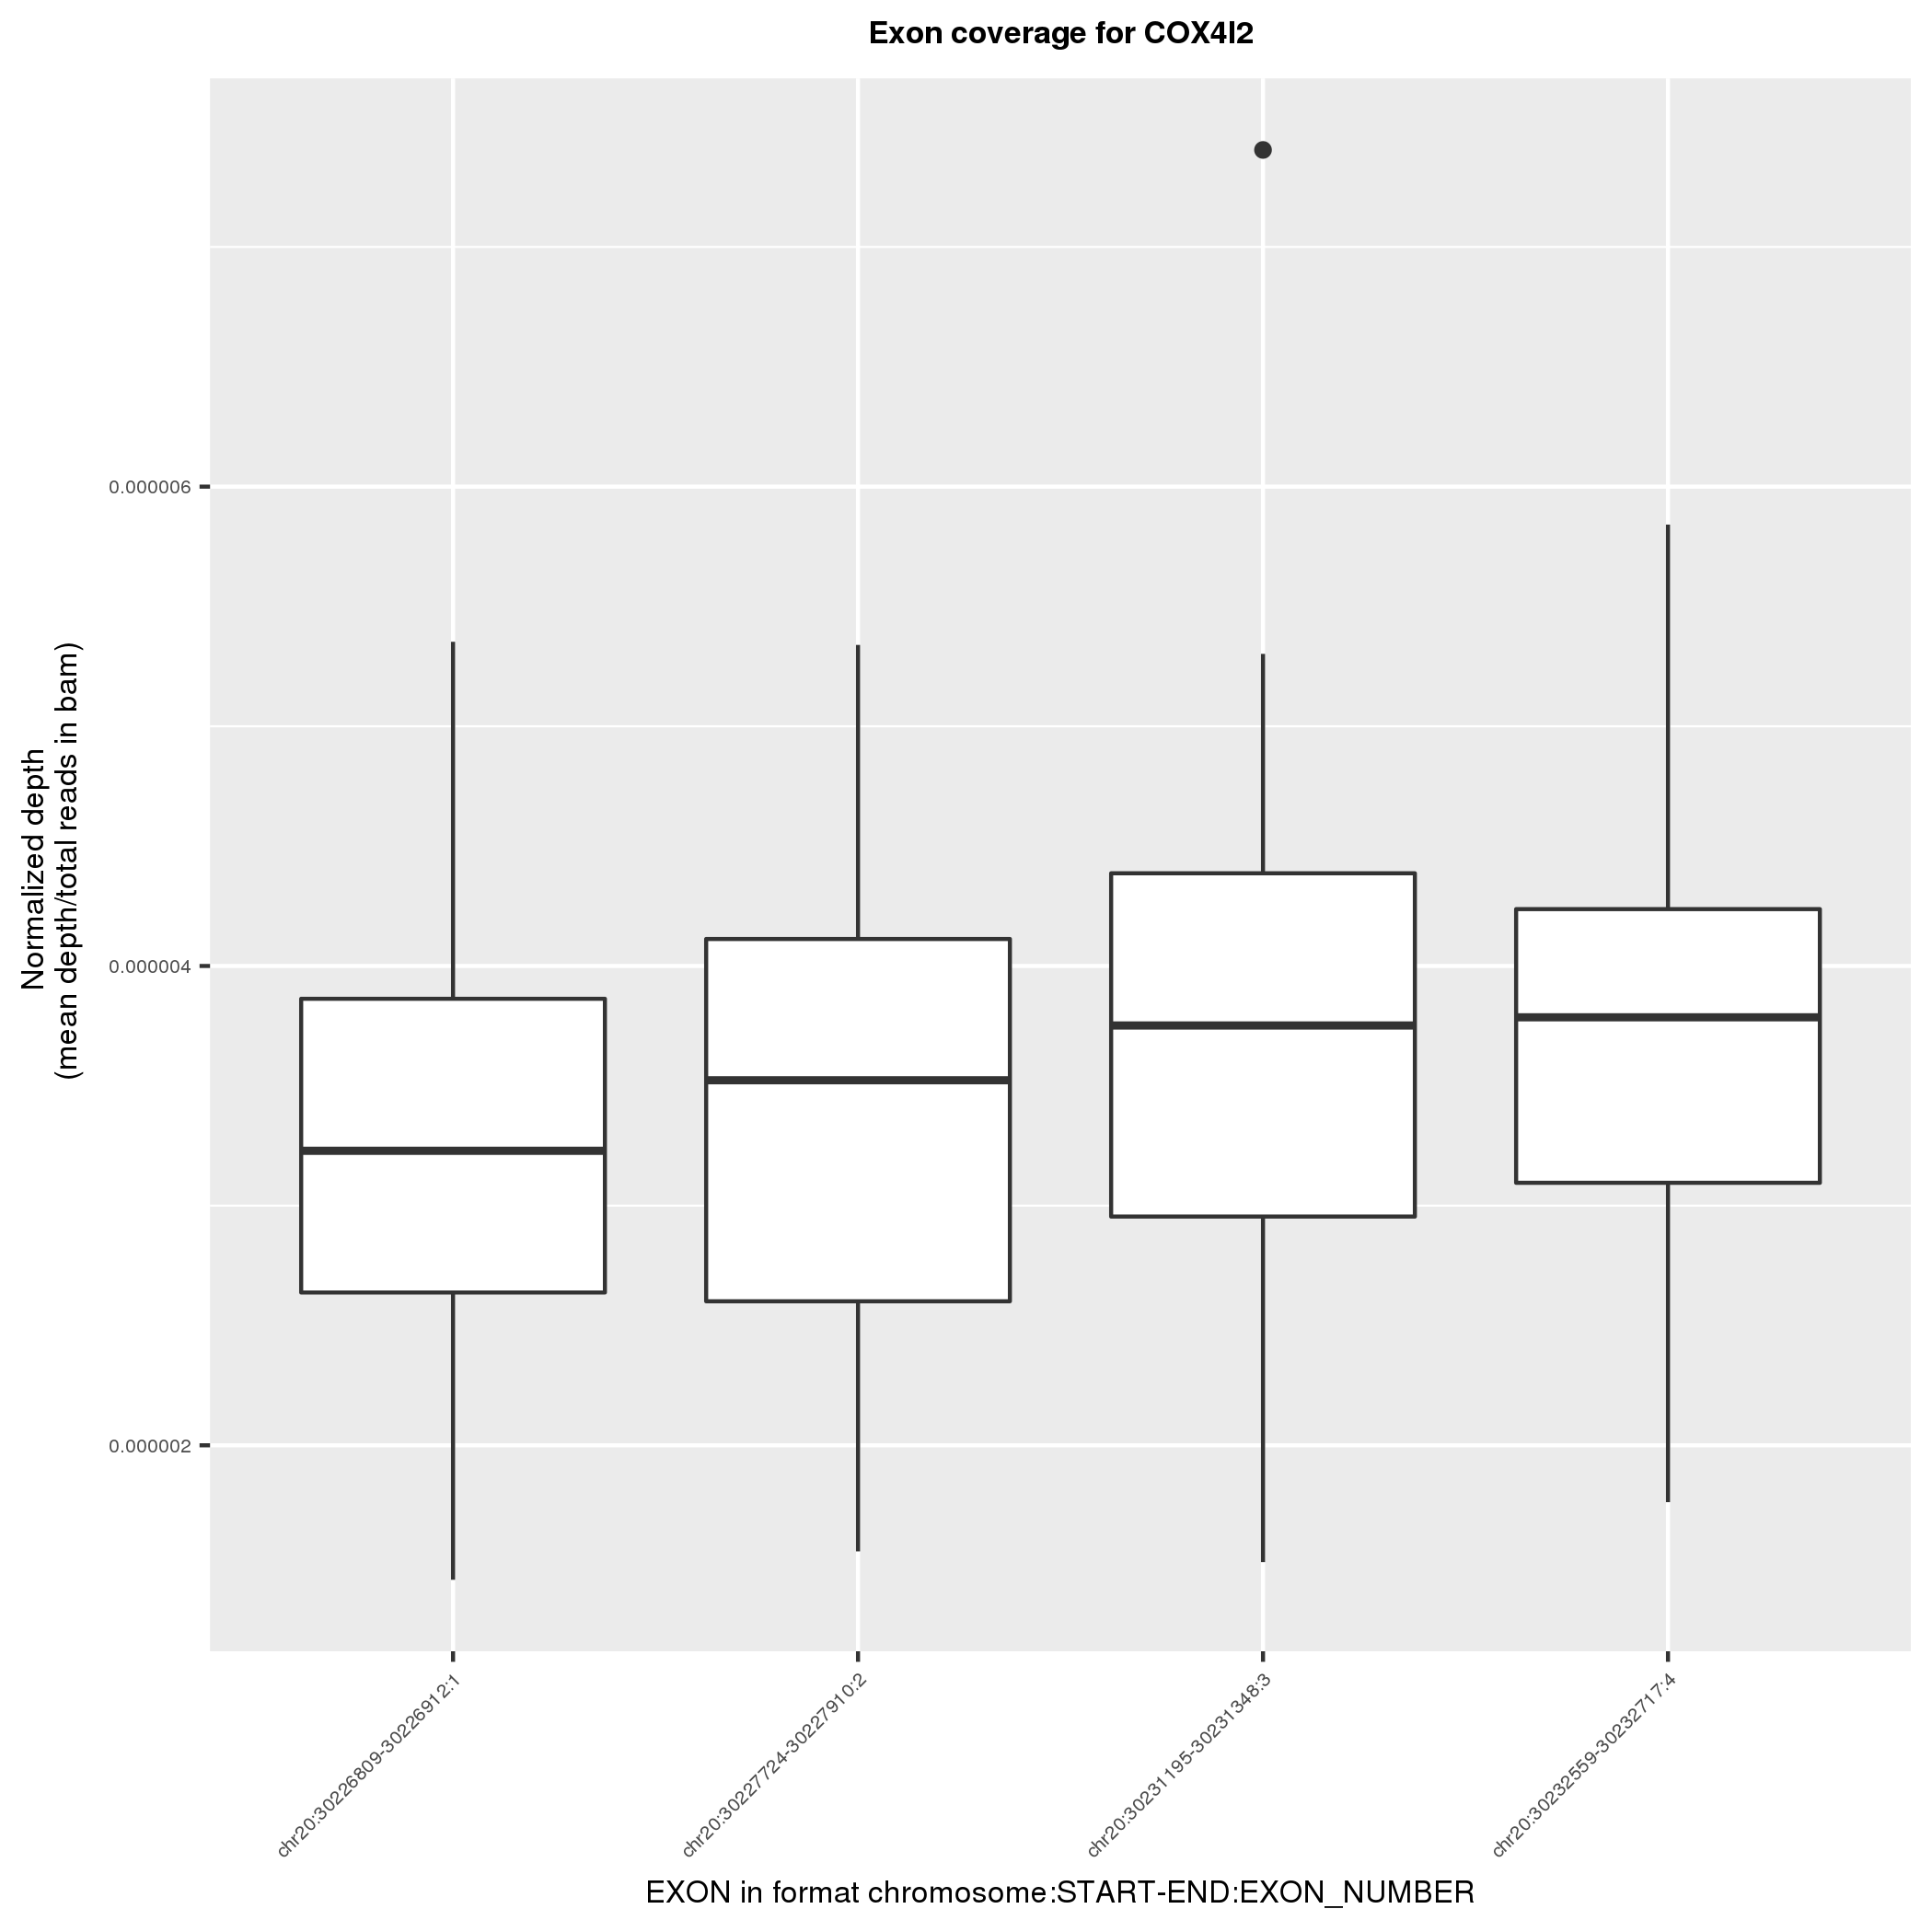 Exon coverage for COX4I2
Normalized depth
(mean depth/total reads in bam)
0.000006
0.000004
0.000002
chr20:30226809-30226912:1
chr20:30227724-30227910:2
chr20:30231195-30231348:3
chr20:30232559-30232717:4
EXON in format chromosome:START-END:EXON_NUMBER